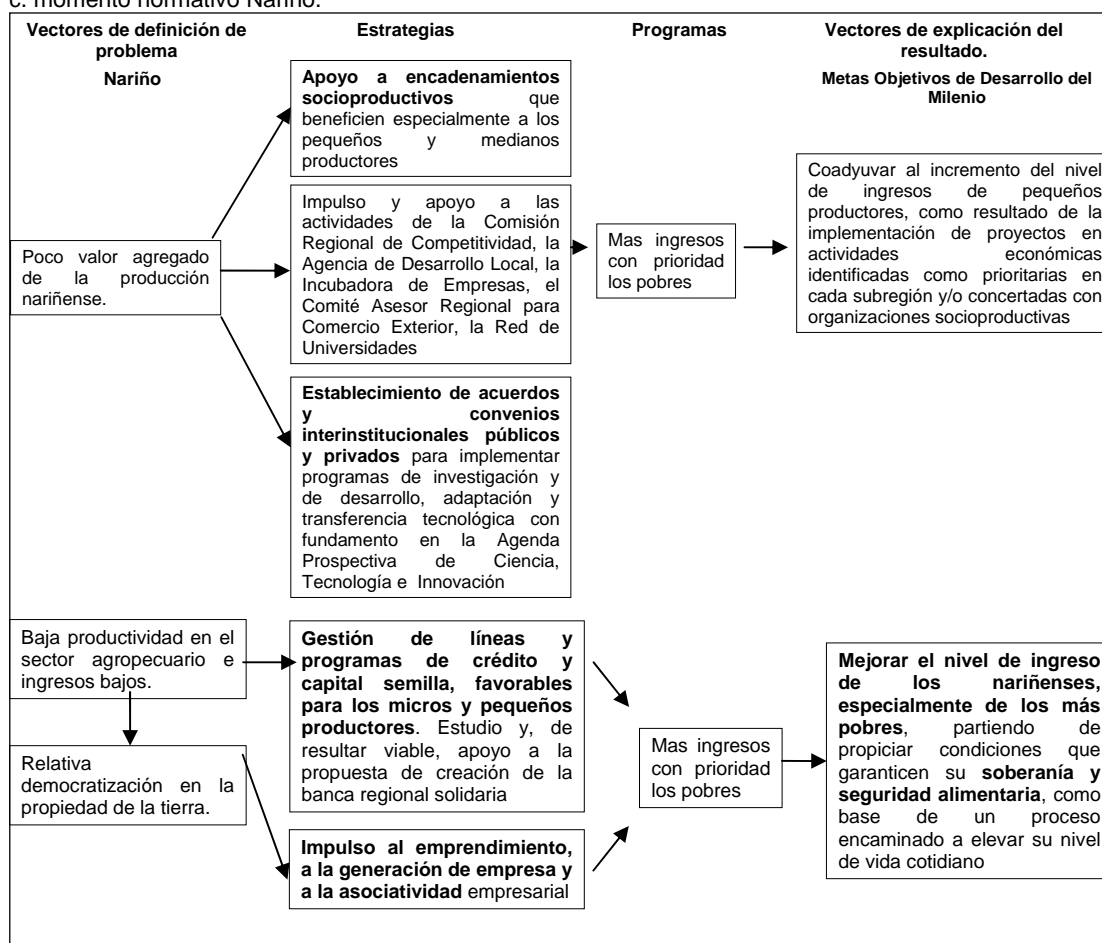 c. momento normativo Nariño.
Vectores de definición de
problema
Nariño
Estrategias
Programas
Vectores de explicación del
resultado.
Metas Objetivos de Desarrollo del
Milenio
Poco valor agregado
de la producción
nariñense.
Apoyo a encadenamientos
socioproductivos que
beneficien especialmente a los
pequeños y medianos
productores
Impulso y apoyo a las
actividades de la Comisión
Regional de Competitividad, la
Agencia de Desarrollo Local, la
Incubadora de Empresas, el
Comité Asesor Regional para
Comercio Exterior, la Red de
Universidades
Establecimiento de acuerdos
y convenios
interinstitucionales públicos
y privados para implementar
programas de investigación y
de desarrollo, adaptación y
transferencia tecnológica con
fundamento en la Agenda
Prospectiva de Ciencia,
Tecnología e Innovación
Mas ingresos
con prioridad
los pobres
Coadyuvar al incremento del nivel
de ingresos de pequeños
productores, como resultado de la
implementación de proyectos en
actividades económicas
identificadas como prioritarias en
cada subregión y/o concertadas con
organizaciones socioproductivas
Baja productividad en el
sector agropecuario e
ingresos bajos.
Relativa
democratización en la
propiedad de la tierra.
Gestión de líneas y
programas de crédito y
capital semilla, favorables
para los micros y pequeños
productores. Estudio y, de
resultar viable, apoyo a la
propuesta de creación de la
banca regional solidaria
Impulso al emprendimiento,
a la generación de empresa y
a la asociatividad empresarial
Mas ingresos
con prioridad
los pobres
Mejorar el nivel de ingreso
de los nariñenses,
especialmente de los más
pobres, partiendo de
propiciar condiciones que
garanticen su soberanía y
seguridad alimentaria, como
base de un proceso
encaminado a elevar su nivel
de vida cotidiano